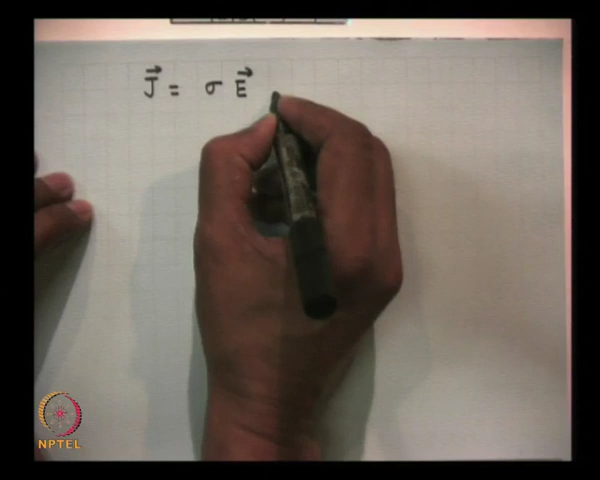 J⃗ = σ E⃗
NPTEL